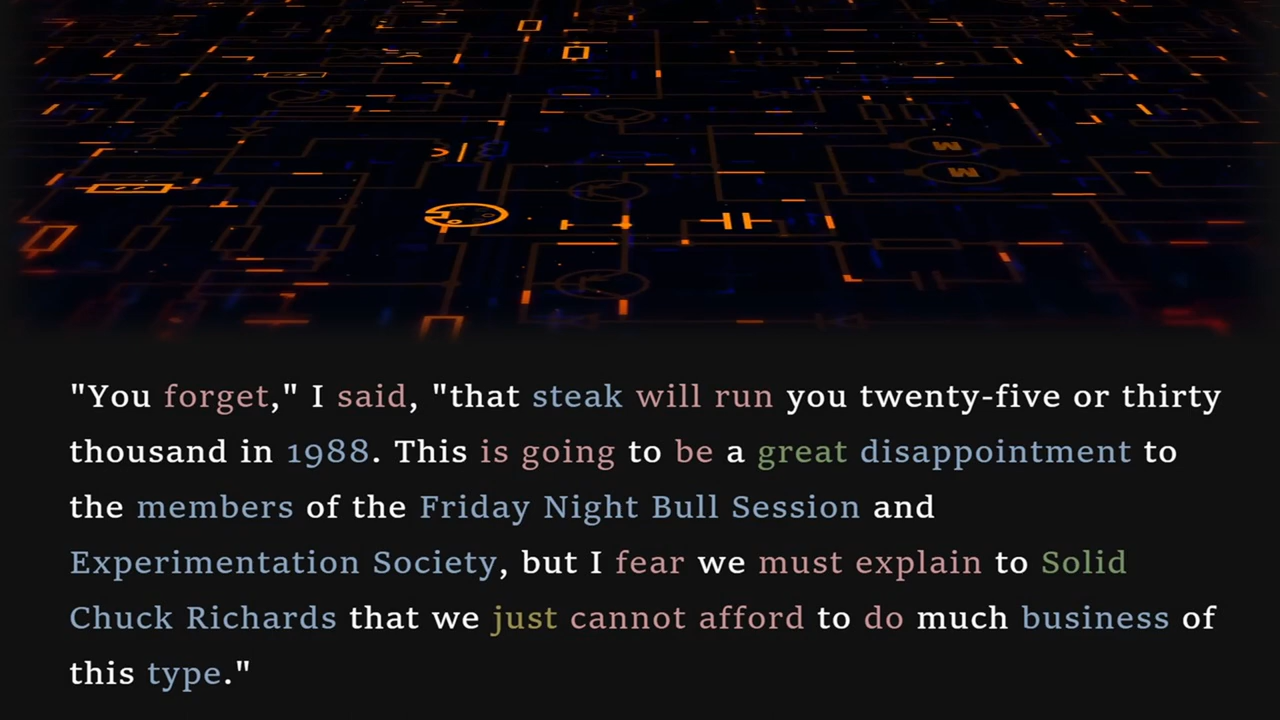 "You forget," I said, "that steak will run you twenty-five or thirty
thousand in 1988. This is going to be a great disappointment to
the members of the Friday Night Bull Session and
Experimentation Society, but I fear we must explain to Solid
Chuck Richards that we just cannot afford to do much business of
this type."